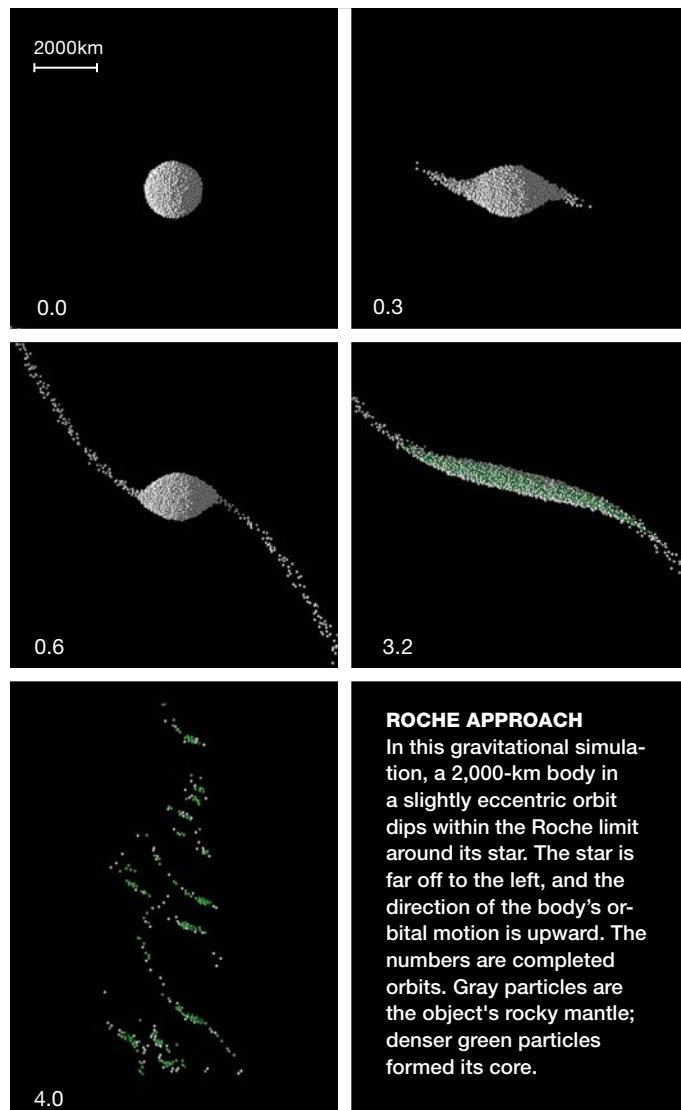 2000km
0.0
0.3
0.6
3.2
4.0
ROCHE APPROACH
In this gravitational simula-
tion, a 2,000-km body in
a slightly eccentric orbit
dips within the Roche limit
around its star. The star is
far off to the left, and the
direction of the body’s or-
bital motion is upward. The
numbers are completed
orbits. Gray particles are
the object's rocky mantle;
denser green particles
formed its core.